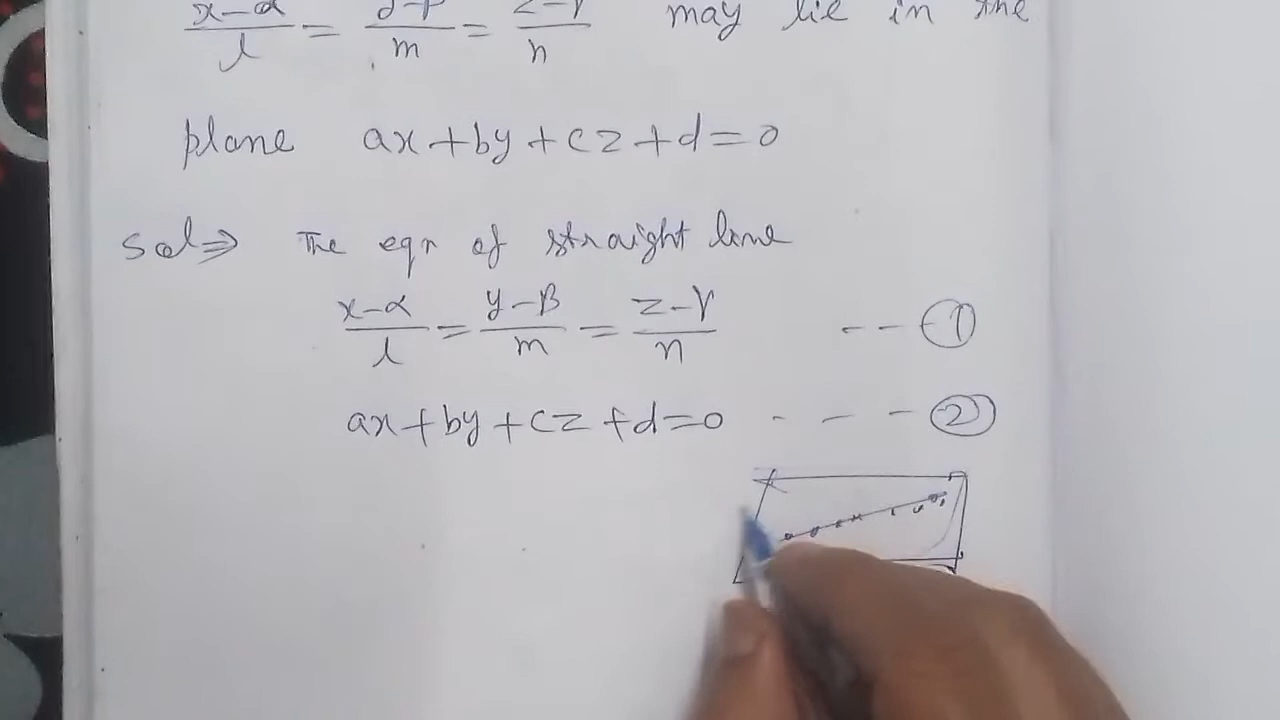 x-α/l = y-β/m = z-γ/n may lie in the
plane ax+by+cz+d=0
Sol⇒ The eqn of straight line
x-α/l = y-β/m = z-γ/n --- ①
ax+by+cz+d=0 - - - ②